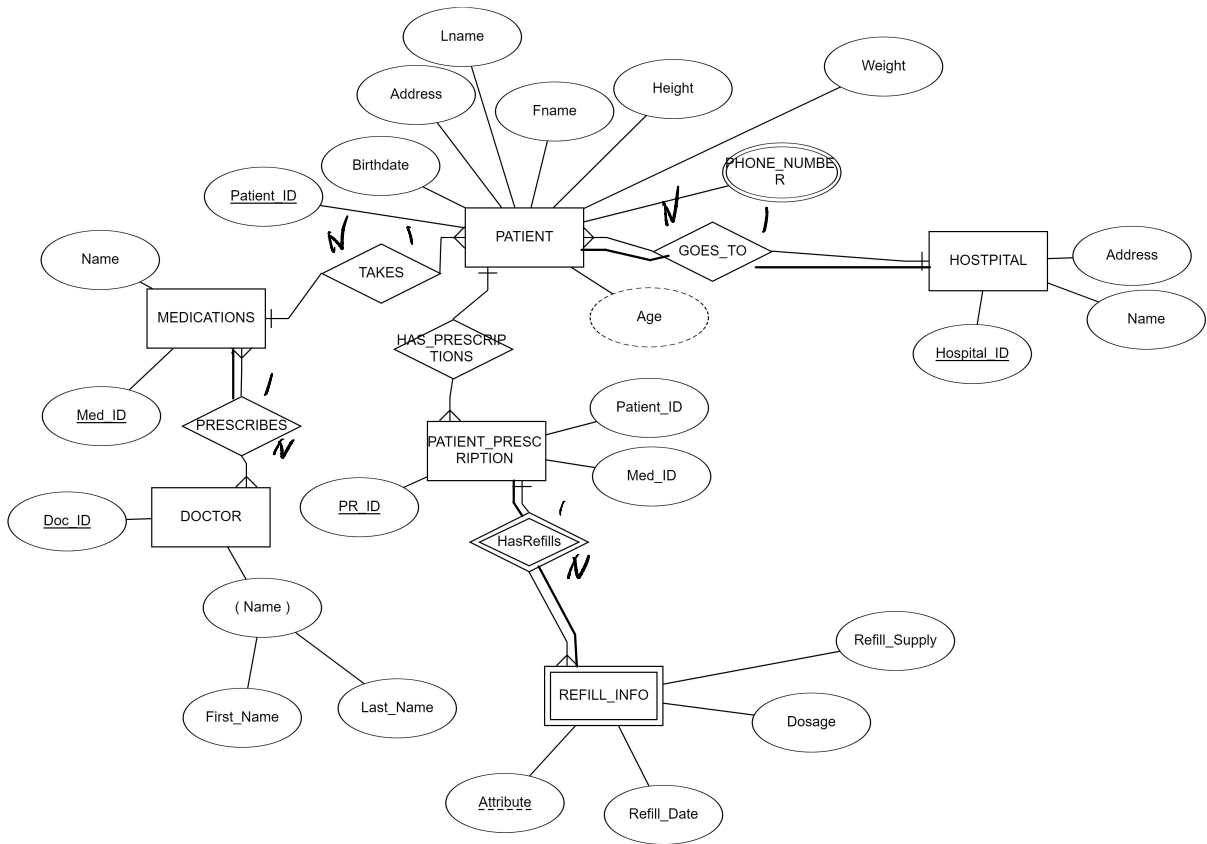 Lname
Weight
Address
Height
Fname
Birthdate
PHONE_NUMBE
R
Patient_ID
N
1
N
1
PATIENT
GOES_TO
Name
TAKES
HOSTPITAL
Address
MEDICATIONS
Age
Name
HAS_PRESCRIP
TIONS
Hospital_ID
1
Med_ID
PRESCRIBES
N
Patient_ID
PATIENT_PRESC
RIPTION
Med_ID
PR_ID
Doc_ID
DOCTOR
1
HasRefills
N
( Name )
Refill_Supply
REFILL_INFO
First_Name
Last_Name
Dosage
Attribute
Refill_Date